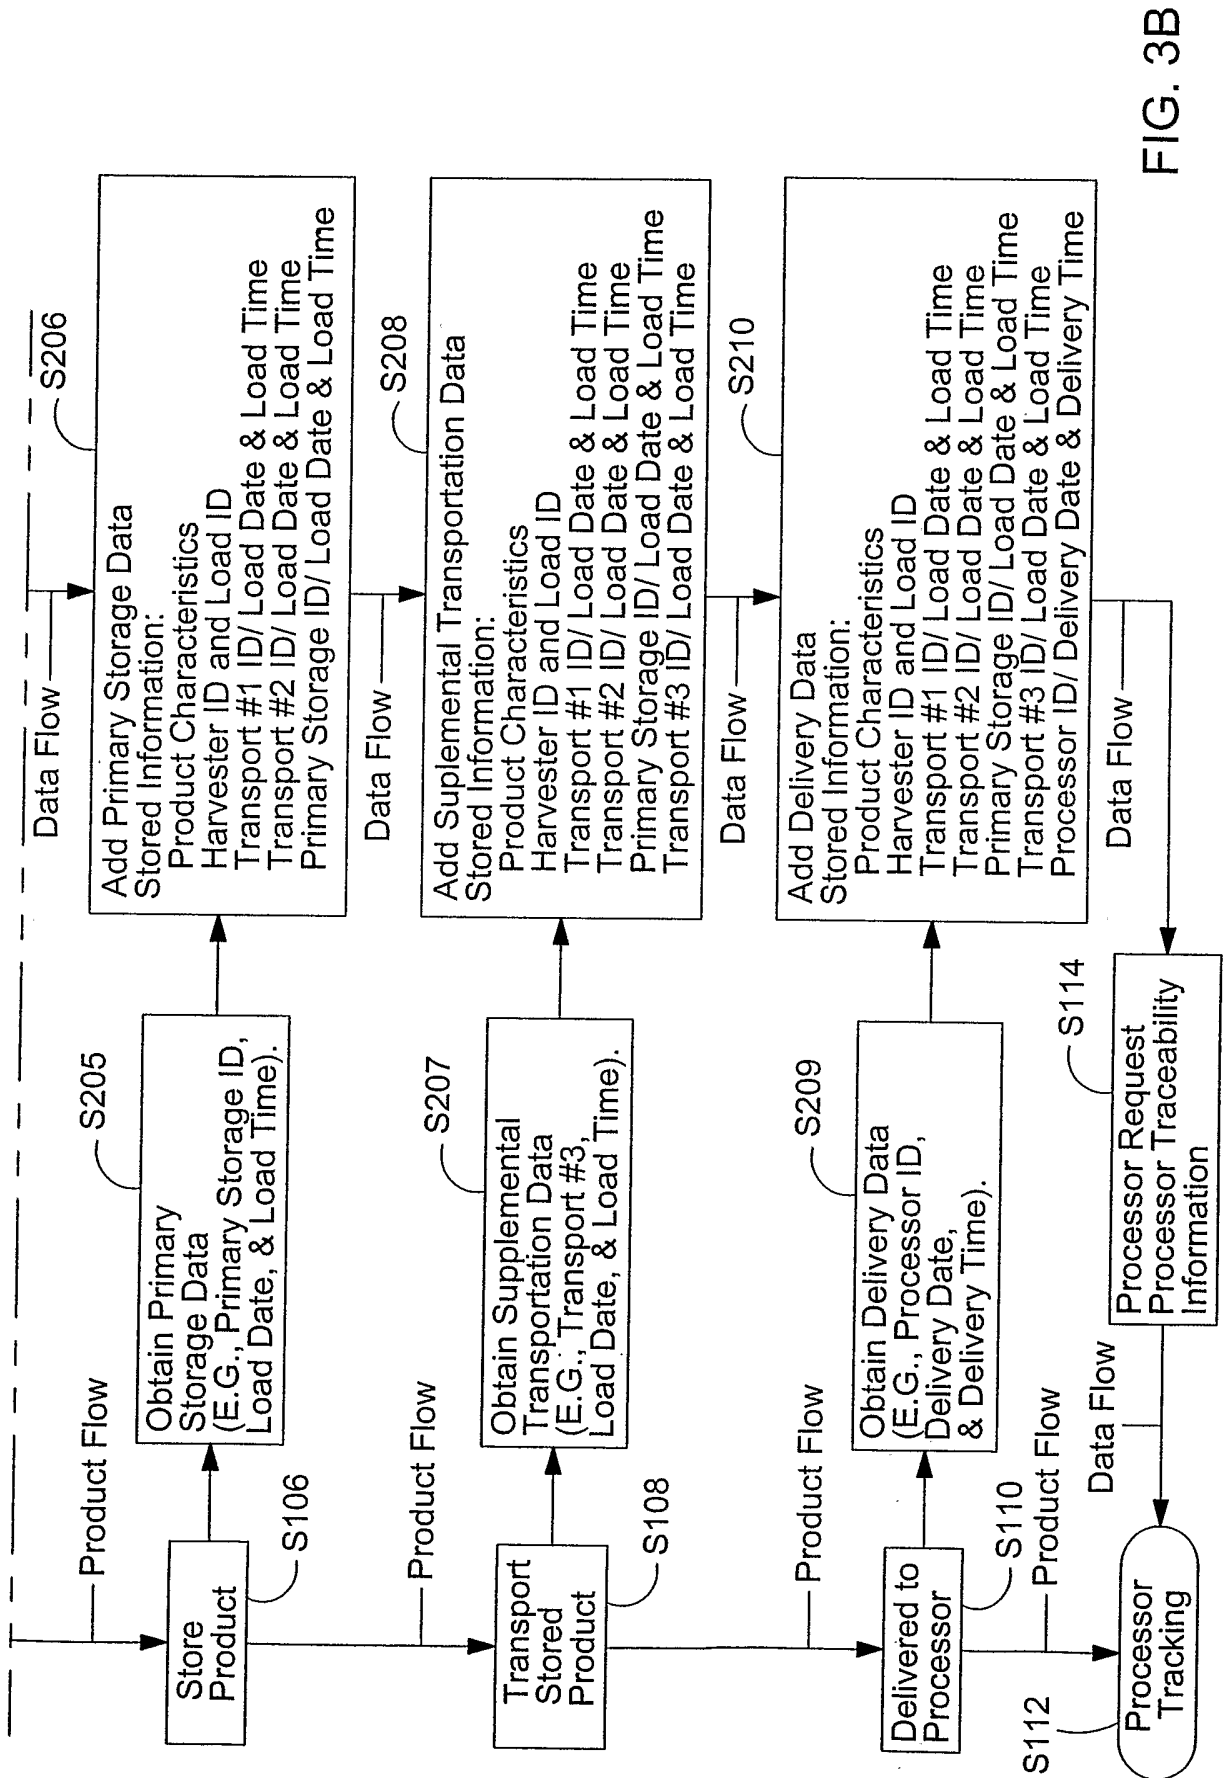 Product Flow
Data Flow
Store
Product
S106
Obtain Primary
Storage Data
(E.G., Primary Storage ID,
Load Date, & Load Time).
S205
Add Primary Storage Data
Stored Information:
Product Characteristics
Harvester ID and Load ID
Transport #1 ID/ Load Date & Load Time
Transport #2 ID/ Load Date & Load Time
Primary Storage ID/ Load Date & Load Time
S206
Product Flow
Data Flow
Transport
Stored
Product
S108
Obtain Supplemental
Transportation Data
(E.G., Transport #3,
Load Date, & Load Time).
S207
Add Suplemental Transportation Data
Stored Information:
Product Characteristics
Harvester ID and Load ID
Transport #1 ID/ Load Date & Load Time
Transport #2 ID/ Load Date & Load Time
Primary Storage ID/ Load Date & Load Time
Transport #3 ID/ Load Date & Load Time
S208
Product Flow
Data Flow
Delivered to
Processor
S110
Obtain Delivery Data
(E.G., Processor ID,
Delivery Date,
& Delivery Time).
S209
Add Delivery Data
Stored Information:
Product Characteristics
Harvester ID and Load ID
Transport #1 ID/ Load Date & Load Time
Transport #2 ID/ Load Date & Load Time
Primary Storage ID/ Load Date & Load Time
Transport #3 ID/ Load Date & Load Time
Processor ID/ Delivery Date & Delivery Time
S210
Product Flow
Data Flow
S112
Processor
Tracking
Data Flow
Processor Request
Processor Traceability
Information
S114
FIG. 3B